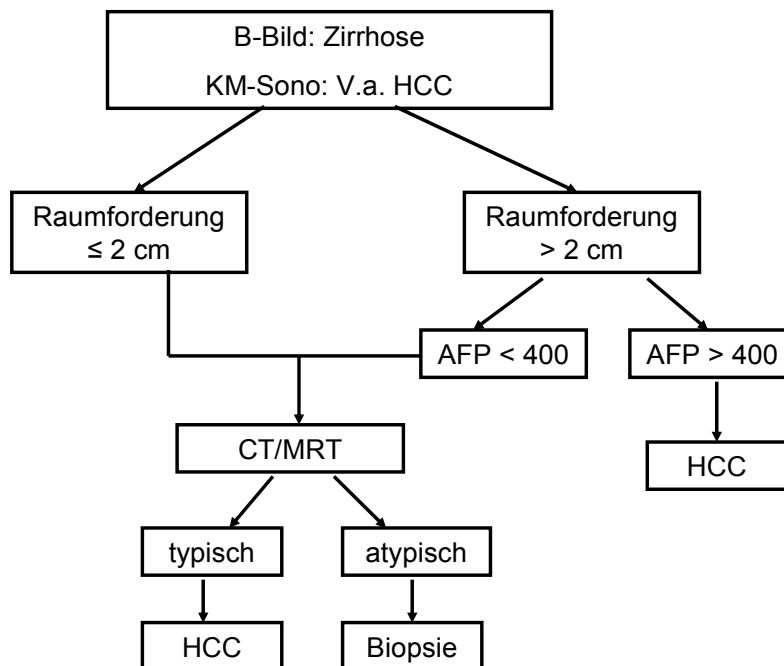 B-Bild: Zirrhose
KM-Sono: V.a. HCC
Raumforderung
≤ 2 cm
Raumforderung
> 2 cm
AFP < 400
AFP > 400
CT/MRT
HCC
typisch
atypisch
HCC
Biopsie